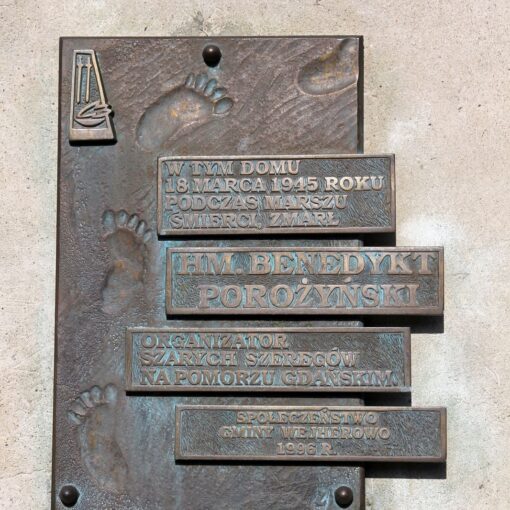 W TYM DOMU
18 MARCA 1945 ROKU
PODCZAS MARSZU
ŚMIERCI, ZMARŁ
HM. BENEDYKT
POROŻYŃSKI
ORGANIZATOR
SZARYCH SZEREGÓW
NA POMORZU GDAŃSKIM.
SPOŁECZEŃSTWO
GMINY WEJHEROWO
1996 R.